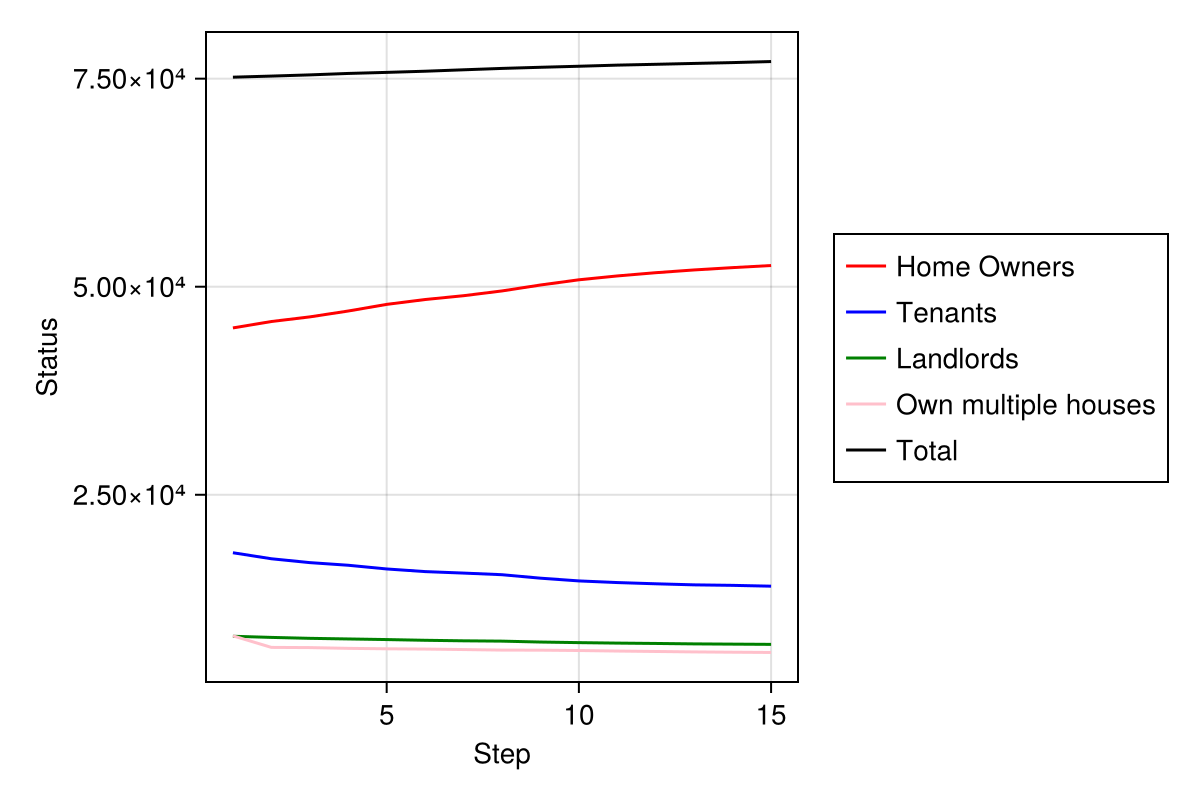 7.50×10⁴
5.00×10⁴
2.50×10⁴
Status
5
10
15
Step
Home Owners
Tenants
Landlords
Own multiple houses
Total